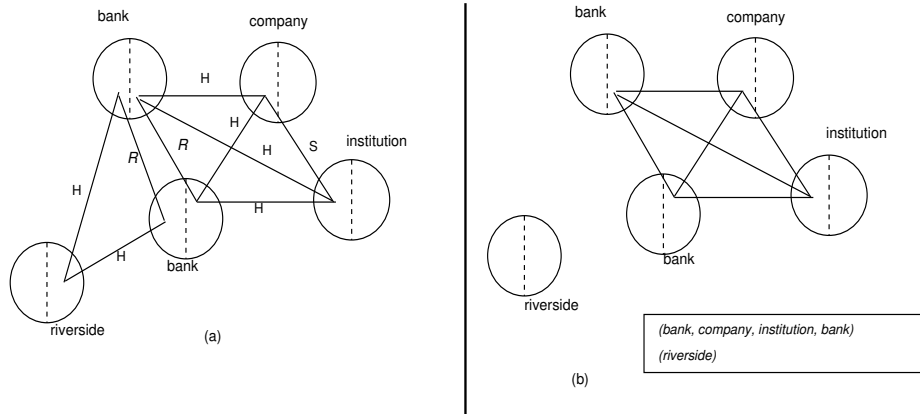 bank
company
H
H
R
R
H
S
institution
H
H
bank
H
riverside
(a)
bank
company
institution
bank
riverside
(bank, company, institution, bank)
(riverside)
(b)